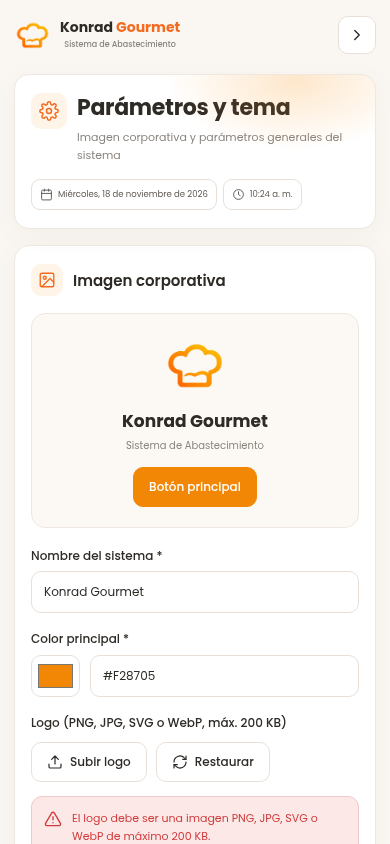 Konrad Gourmet
Sistema de Abastecimiento
Parámetros y tema
Imagen corporativa y parámetros generales del
sistema
Miércoles, 18 de noviembre de 2026
10:24 a. m.
Imagen corporativa
Konrad Gourmet
Sistema de Abastecimiento
Botón principal
Nombre del sistema *
Konrad Gourmet
Color principal *
#F28705
Logo (PNG, JPG, SVG o WebP, máx. 200 KB)
Subir logo
Restaurar
El logo debe ser una imagen PNG, JPG, SVG o
WebP de máximo 200 KB.